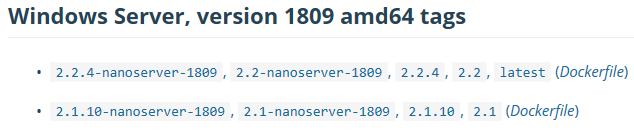 Windows Server, version 1809 amd64 tags
• 2.2.4-nanoserver-1809, 2.2-nanoserver-1809, 2.2.4, 2.2, latest (Dockerfile)
• 2.1.10-nanoserver-1809, 2.1-nanoserver-1809, 2.1.10, 2.1 (Dockerfile)